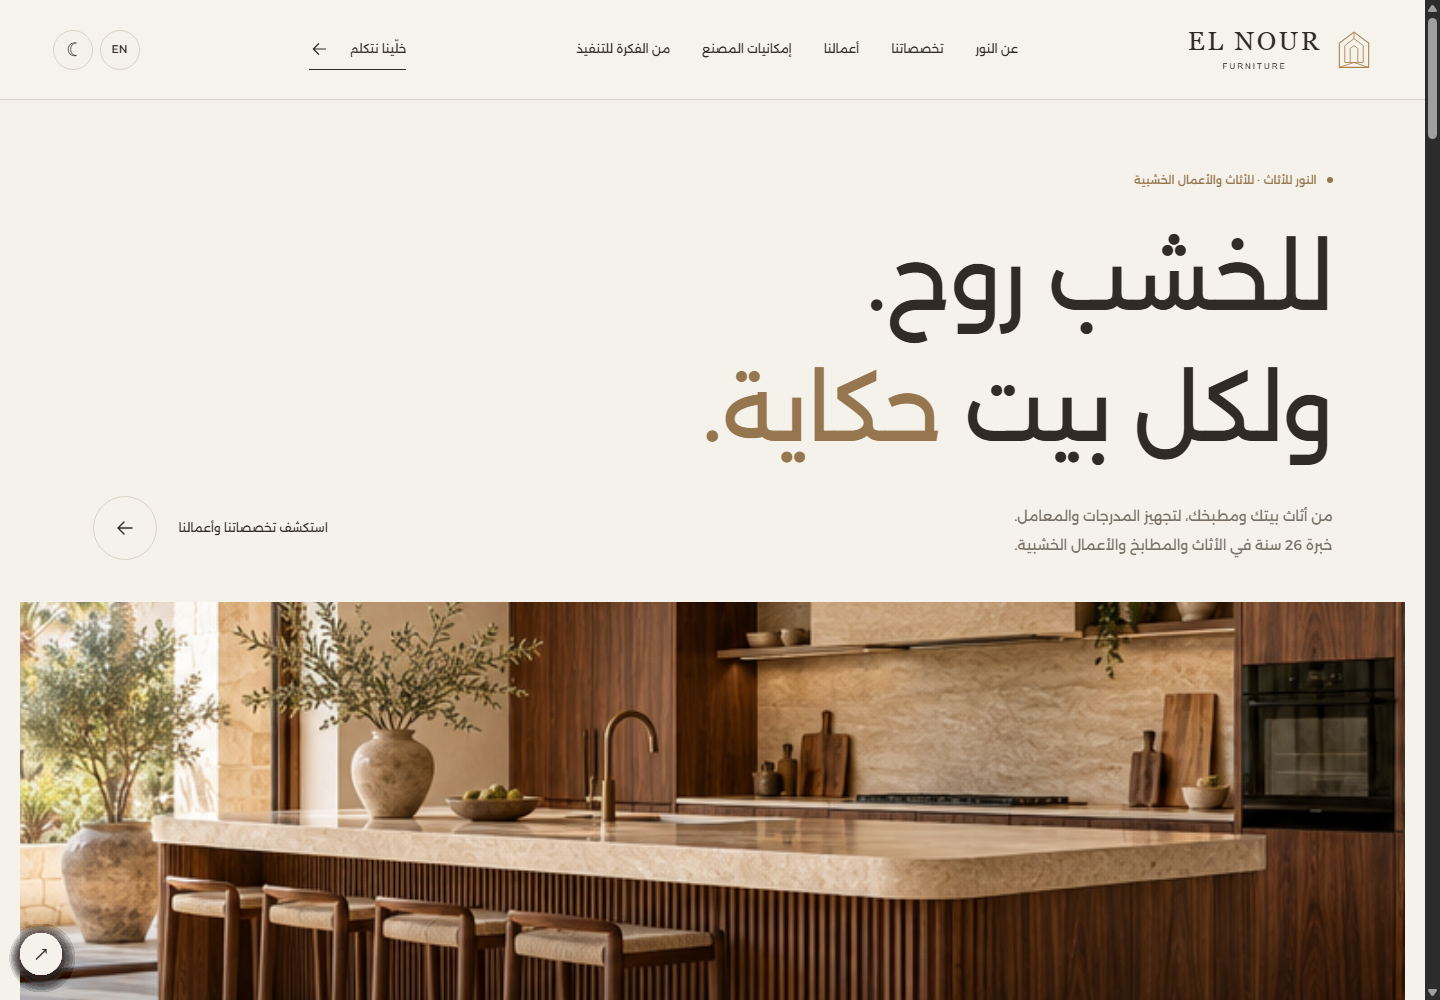 EL NOUR
FURNITURE
عن النور
تخصصاتنا
أعمالنا
إمكانيات المصنع
من الفكرة للتنفيذ
خلّينا نتكلم
EN
النور للأثاث · للأثاث والأعمال الخشبية
للخشب روح.
ولكل بيت حكاية.
من أثاث بيتك ومطبخك، لتجهيز المدرجات والمعامل.
خبرة 26 سنة في الأثاث والمطابخ والأعمال الخشبية.
استكشف تخصصاتنا وأعمالنا